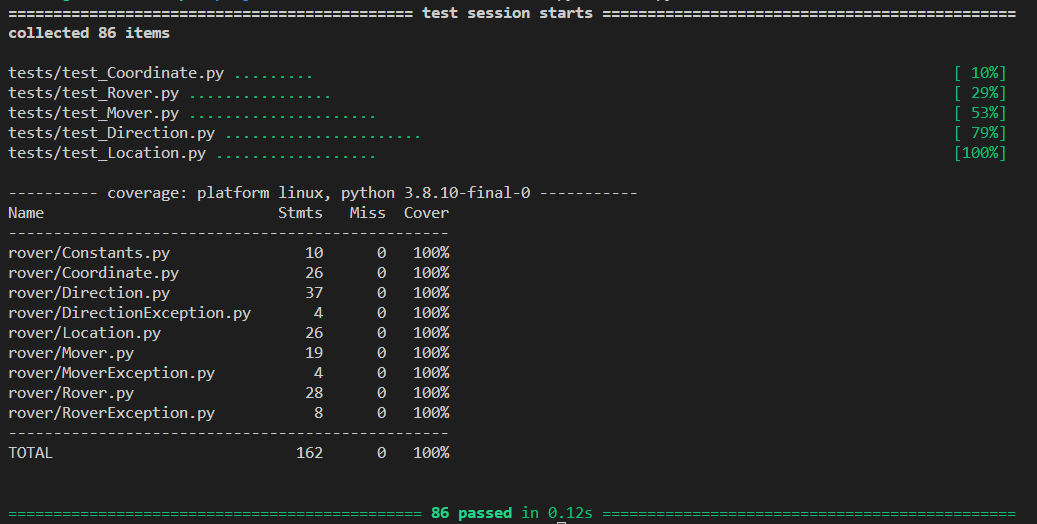 ============================================= test session starts ==============================================
collected 86 items
tests/test_Coordinate.py ......... [ 10%]
tests/test_Rover.py ................ [ 29%]
tests/test_Mover.py ..................... [ 53%]
tests/test_Direction.py ...................... [ 79%]
tests/test_Location.py .................. [100%]
---------- coverage: platform linux, python 3.8.10-final-0 -----------
Name Stmts Miss Cover
-------------------------------------------------
rover/Constants.py 10 0 100%
rover/Coordinate.py 26 0 100%
rover/Direction.py 37 0 100%
rover/DirectionException.py 4 0 100%
rover/Location.py 26 0 100%
rover/Mover.py 19 0 100%
rover/MoverException.py 4 0 100%
rover/Rover.py 28 0 100%
rover/RoverException.py 8 0 100%
-------------------------------------------------
TOTAL 162 0 100%
============================================== 86 passed in 0.12s ==============================================